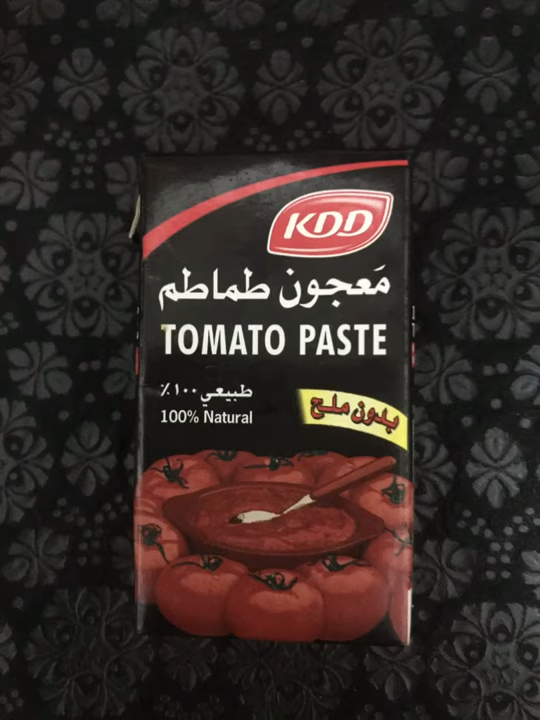 KDD
مَعجون طماطم
TOMATO PASTE
طبيعي ١٠٠٪
100% Natural
بدون ملح